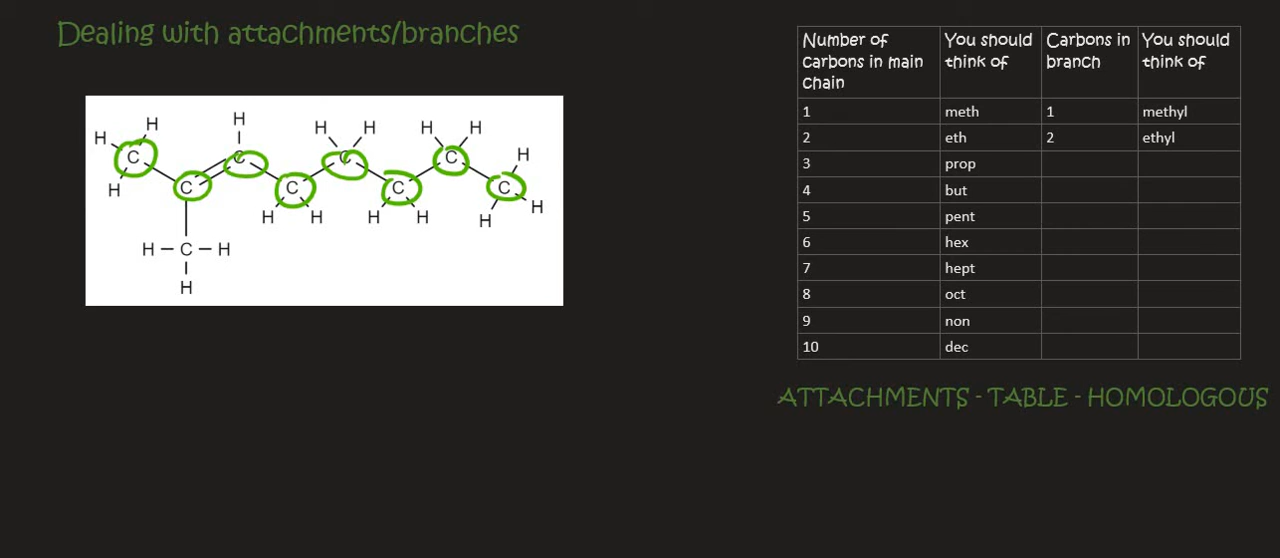 Dealing with attachments/branches
H H H H H H H H
C C C C C C C C
H H H H H H H
H – C – H
H
Number of carbons in main chain You should think of Carbons in branch You should think of
1 meth 1 methyl
2 eth 2 ethyl
3 prop
4 but
5 pent
6 hex
7 hept
8 oct
9 non
10 dec
ATTACHMENTS - TABLE - HOMOLOGOUS